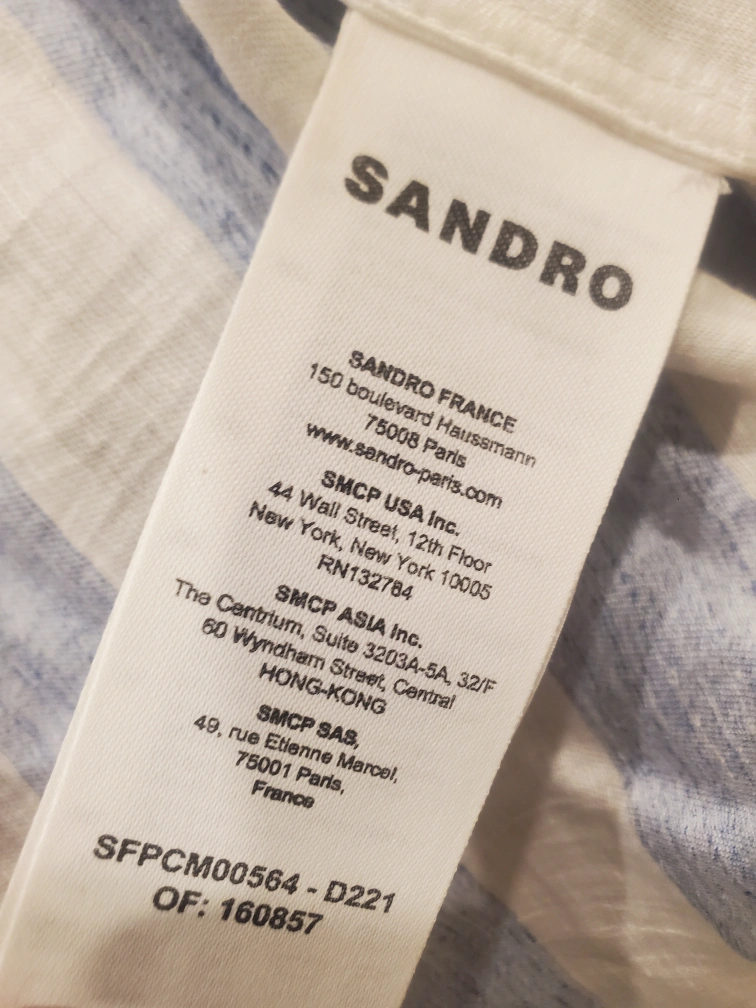 SANDRO
SANDRO FRANCE
150 boulevard Haussmann
75008 Paris
www.sandro-paris.com
SMCP USA Inc.
44 Wall Street, 12th Floor
New York, New York 10005
RN132784
SMCP ASIA Inc.
The Centrium, Suite 3203A-5A, 32/F
60 Wyndham Street, Central
HONG-KONG
SMCP SAS,
49, rue Etienne Marcel,
75001 Paris,
France
SFPCM00564 - D221
OF: 160857